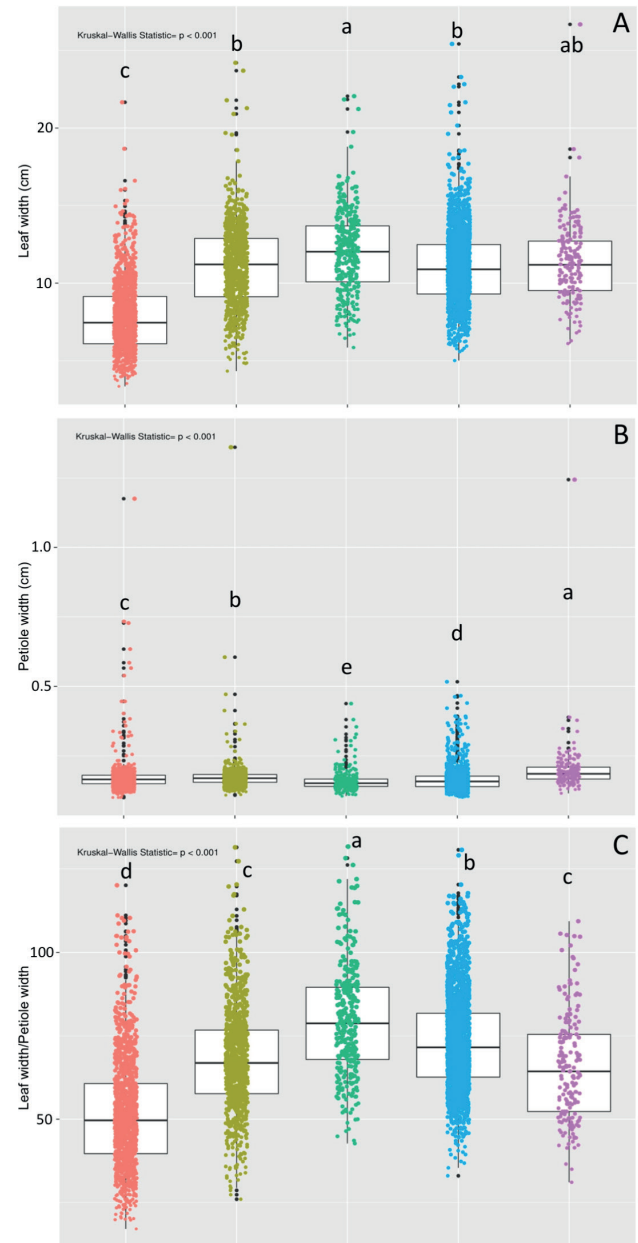 A
Kruskal-Wallis Statistic= p < 0.001
c
b
a
b
ab
20
10
Leaf width (cm)
B
Kruskal-Wallis Statistic= p < 0.001
c
b
e
d
a
1.0
0.5
Petiole width (cm)
C
Kruskal-Wallis Statistic= p < 0.001
d
c
a
b
c
100
50
Leaf width/Petiole width